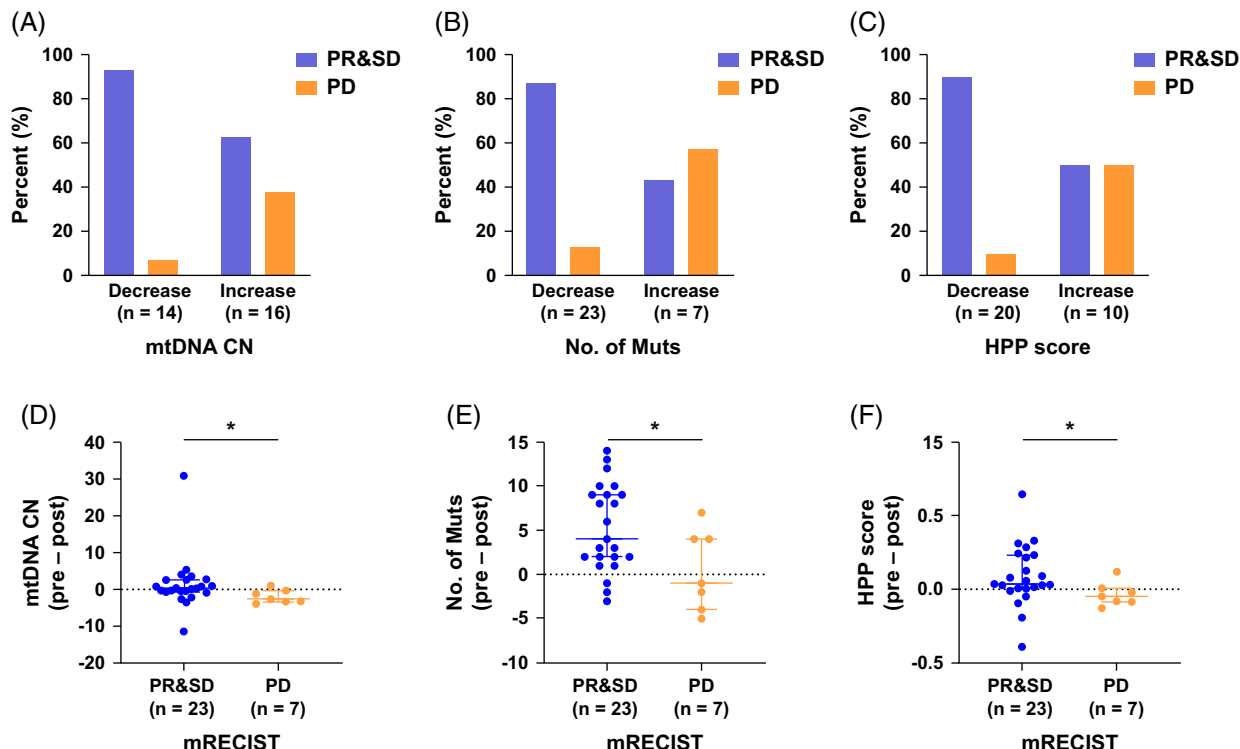 (A)
PR&SD
PD
Percent (%)
100
80
60
40
20
0
Decrease
(n = 14)
Increase
(n = 16)
mtDNA CN
(B)
PR&SD
PD
Percent (%)
100
80
60
40
20
0
Decrease
(n = 23)
Increase
(n = 7)
No. of Muts
(C)
PR&SD
PD
Percent (%)
100
80
60
40
20
0
Decrease
(n = 20)
Increase
(n = 10)
HPP score
(D)
*
mtDNA CN
(pre – post)
40
30
20
10
0
-10
-20
PR&SD
(n = 23)
PD
(n = 7)
mRECIST
(E)
*
No. of Muts
(pre – post)
15
10
5
0
-5
-10
PR&SD
(n = 23)
PD
(n = 7)
mRECIST
(F)
*
HPP score
(pre – post)
15
0.5
0.0
-0.5
PR&SD
(n = 23)
PD
(n = 7)
mRECIST